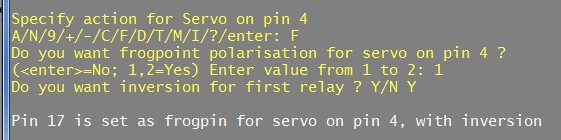 Specify action for Servo on pin 4
A/N/9/+/-/C/F/D/T/M/I/?/enter: F
Do you want frogpoint polarisation for servo on pin 4 ?
(<enter>=No; 1,2=Yes) Enter value from 1 to 2: 1
Do you want inversion for first relay ? Y/N Y
Pin 17 is set as frogpin for servo on pin 4, with inversion